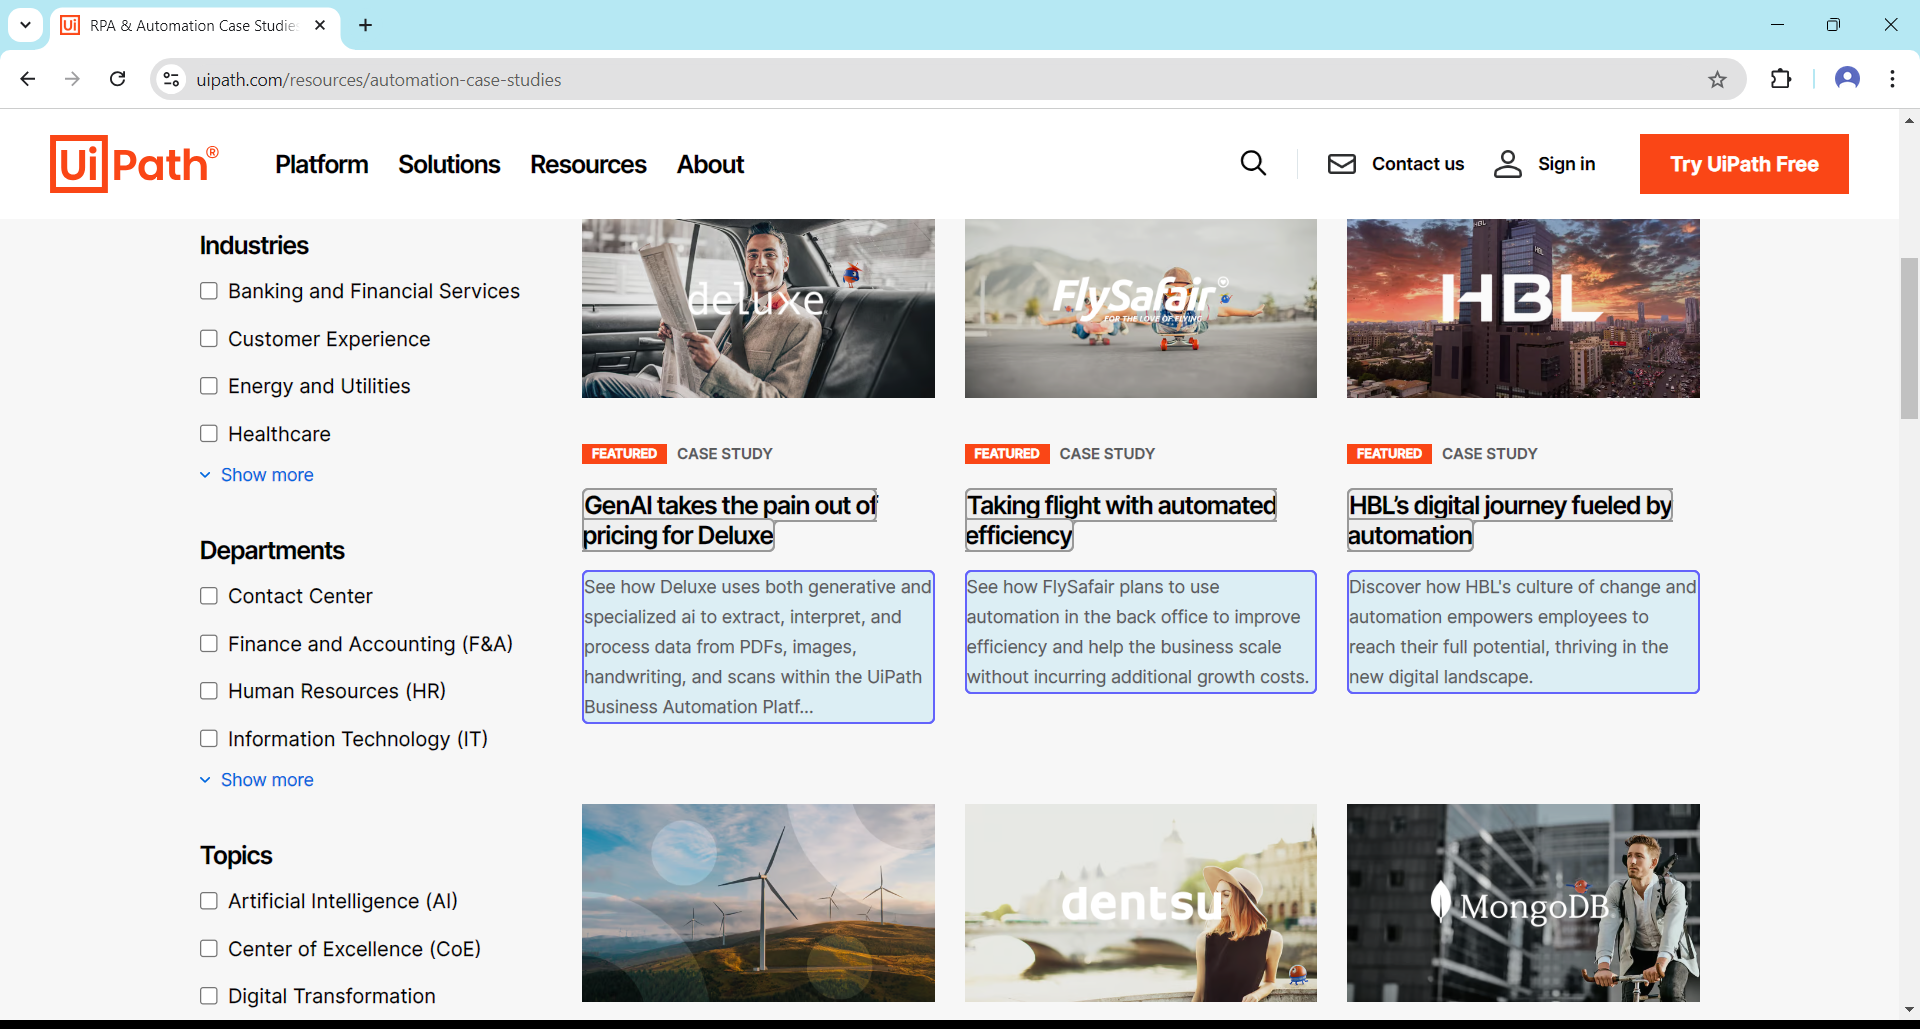 Ui
RPA & Automation Case Studies
uipath.com/resources/automation-case-studies
UiPath®
Platform
Solutions
Resources
About
Contact us
Sign in
Try UiPath Free
Industries
Banking and Financial Services
Customer Experience
Energy and Utilities
Healthcare
Show more
Departments
Contact Center
Finance and Accounting (F&A)
Human Resources (HR)
Information Technology (IT)
Show more
Topics
Artificial Intelligence (AI)
Center of Excellence (CoE)
Digital Transformation
deluxe
FEATURED CASE STUDY
GenAI takes the pain out of
pricing for Deluxe
See how Deluxe uses both generative and
specialized ai to extract, interpret, and
process data from PDFs, images,
handwriting, and scans within the UiPath
Business Automation Platf...
FlySafair
FOR THE LOVE OF FLYING
FEATURED CASE STUDY
Taking flight with automated
efficiency
See how FlySafair plans to use
automation in the back office to improve
efficiency and help the business scale
without incurring additional growth costs.
HBL
HBL
FEATURED CASE STUDY
HBL’s digital journey fueled by
automation
Discover how HBL's culture of change and
automation empowers employees to
reach their full potential, thriving in the
new digital landscape.
dentsu
MongoDB